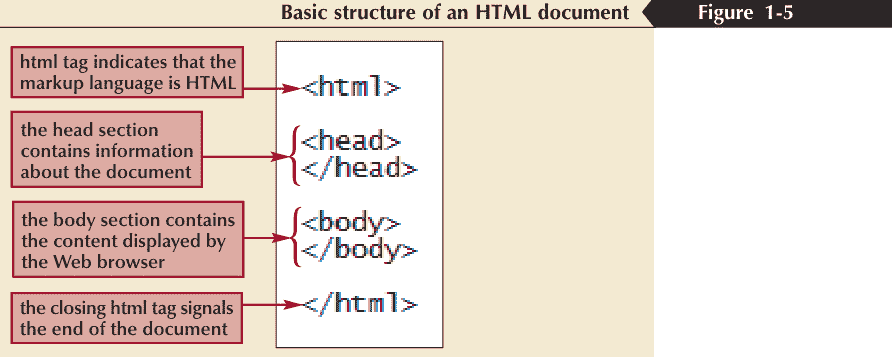 Basic structure of an HTML document
Figure 1-5
html tag indicates that the
markup language is HTML
<html>
the head section
contains information
about the document
<head>
</head>
the body section contains
the content displayed by
the Web browser
<body>
</body>
the closing html tag signals
the end of the document
</html>